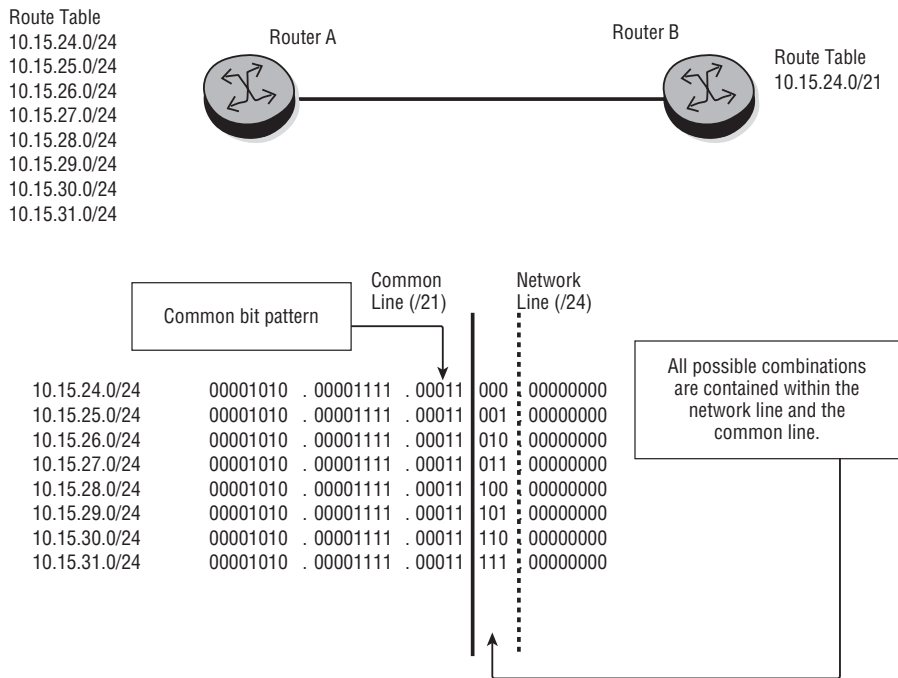 Route Table
10.15.24.0/24
10.15.25.0/24
10.15.26.0/24
10.15.27.0/24
10.15.28.0/24
10.15.29.0/24
10.15.30.0/24
10.15.31.0/24
Router A
Router B
Route Table
10.15.24.0/21
Common bit pattern
Common
Line (/21)
Network
Line (/24)
All possible combinations
are contained within the
network line and the
common line.
10.15.24.0/24 00001010 . 00001111 . 00011 000 . 00000000
10.15.25.0/24 00001010 . 00001111 . 00011 001 . 00000000
10.15.26.0/24 00001010 . 00001111 . 00011 010 . 00000000
10.15.27.0/24 00001010 . 00001111 . 00011 011 . 00000000
10.15.28.0/24 00001010 . 00001111 . 00011 100 . 00000000
10.15.29.0/24 00001010 . 00001111 . 00011 101 . 00000000
10.15.30.0/24 00001010 . 00001111 . 00011 110 . 00000000
10.15.31.0/24 00001010 . 00001111 . 00011 111 . 00000000